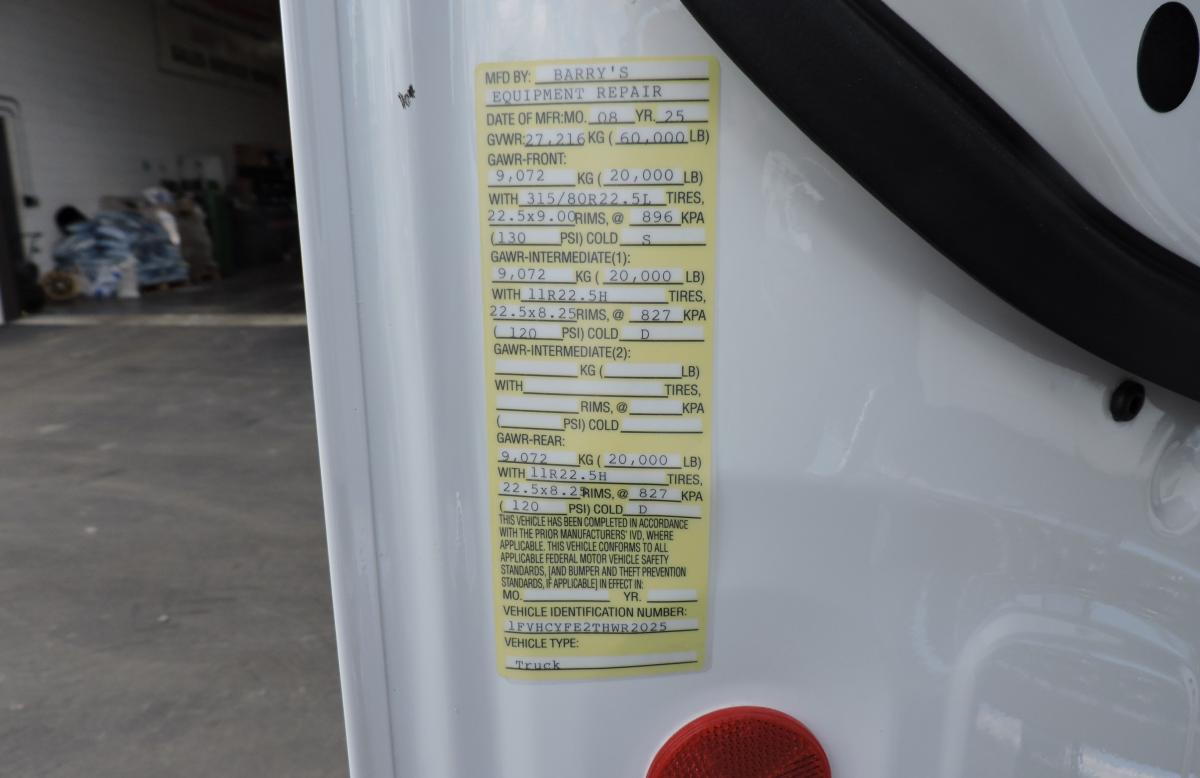 MFD BY: BARRY'S
EQUIPMENT REPAIR
DATE OF MFR:MO. 08 YR. 25
GVWR: 27,216 KG ( 60,000 LB)
GAWR-FRONT:
9,072 KG ( 20,000 LB)
WITH 315/80R22.5L TIRES,
22.5x9.00 RIMS, @ 896 KPA
(130 PSI) COLD S
GAWR-INTERMEDIATE(1):
9,072 KG ( 20,000 LB)
WITH 11R22.5H TIRES,
22.5x8.25 RIMS, @ 827 KPA
( 120 PSI) COLD D
GAWR-INTERMEDIATE(2):
KG ( LB)
WITH TIRES,
RIMS, @ KPA
( PSI) COLD
GAWR-REAR:
9,072 KG ( 20,000 LB)
WITH 11R22.5H TIRES,
22.5x8.25 RIMS, @ 827 KPA
( 120 PSI) COLD D
THIS VEHICLE HAS BEEN COMPLETED IN ACCORDANCE
WITH THE PRIOR MANUFACTURERS' IVD, WHERE
APPLICABLE. THIS VEHICLE CONFORMS TO ALL
APPLICABLE FEDERAL MOTOR VEHICLE SAFETY
STANDARDS, [AND BUMPER AND THEFT PREVENTION
STANDARDS, IF APPLICABLE] IN EFFECT IN:
MO. YR.
VEHICLE IDENTIFICATION NUMBER:
1FVHCYFE2THWR2025
VEHICLE TYPE:
Truck